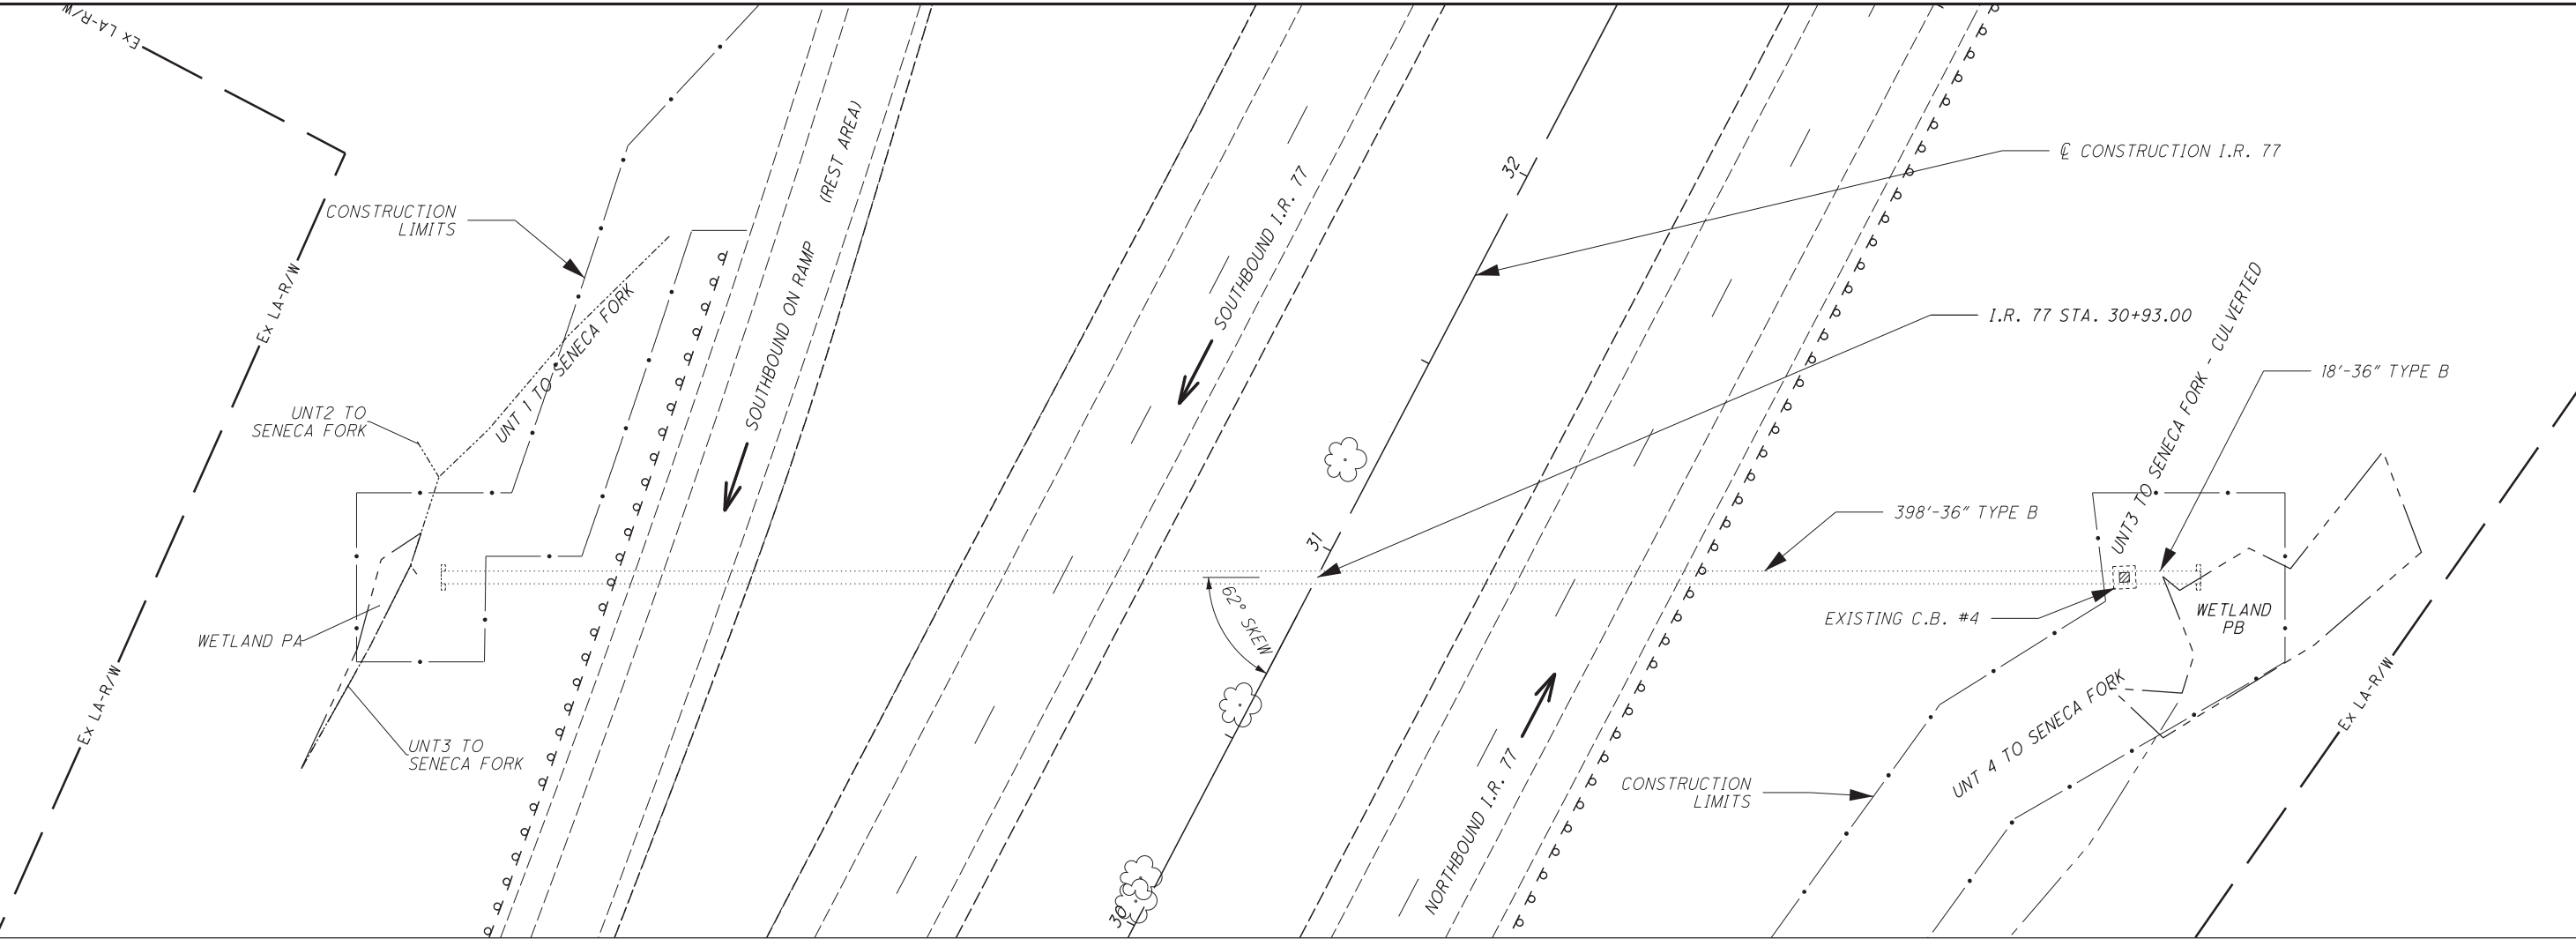 Ex LA-R/W
CONSTRUCTION
LIMITS
Ex LA-R/W
UNT 1 TO SENECA FORK
UNT2 TO
SENECA FORK
WETLAND PA
UNT3 TO
SENECA FORK
Ex LA-R/W
SOUTHBOUND ON RAMP
(REST AREA)
SOUTHBOUND I.R. 77
32
31
30
62° SKEW
℄ CONSTRUCTION I.R. 77
I.R. 77 STA. 30+93.00
398'-36" TYPE B
NORTHBOUND I.R. 77
UNT3 TO SENECA FORK - CULVERTED
18'-36" TYPE B
EXISTING C.B. #4
WETLAND
PB
UNT 4 TO SENECA FORK
CONSTRUCTION
LIMITS
Ex LA-R/W